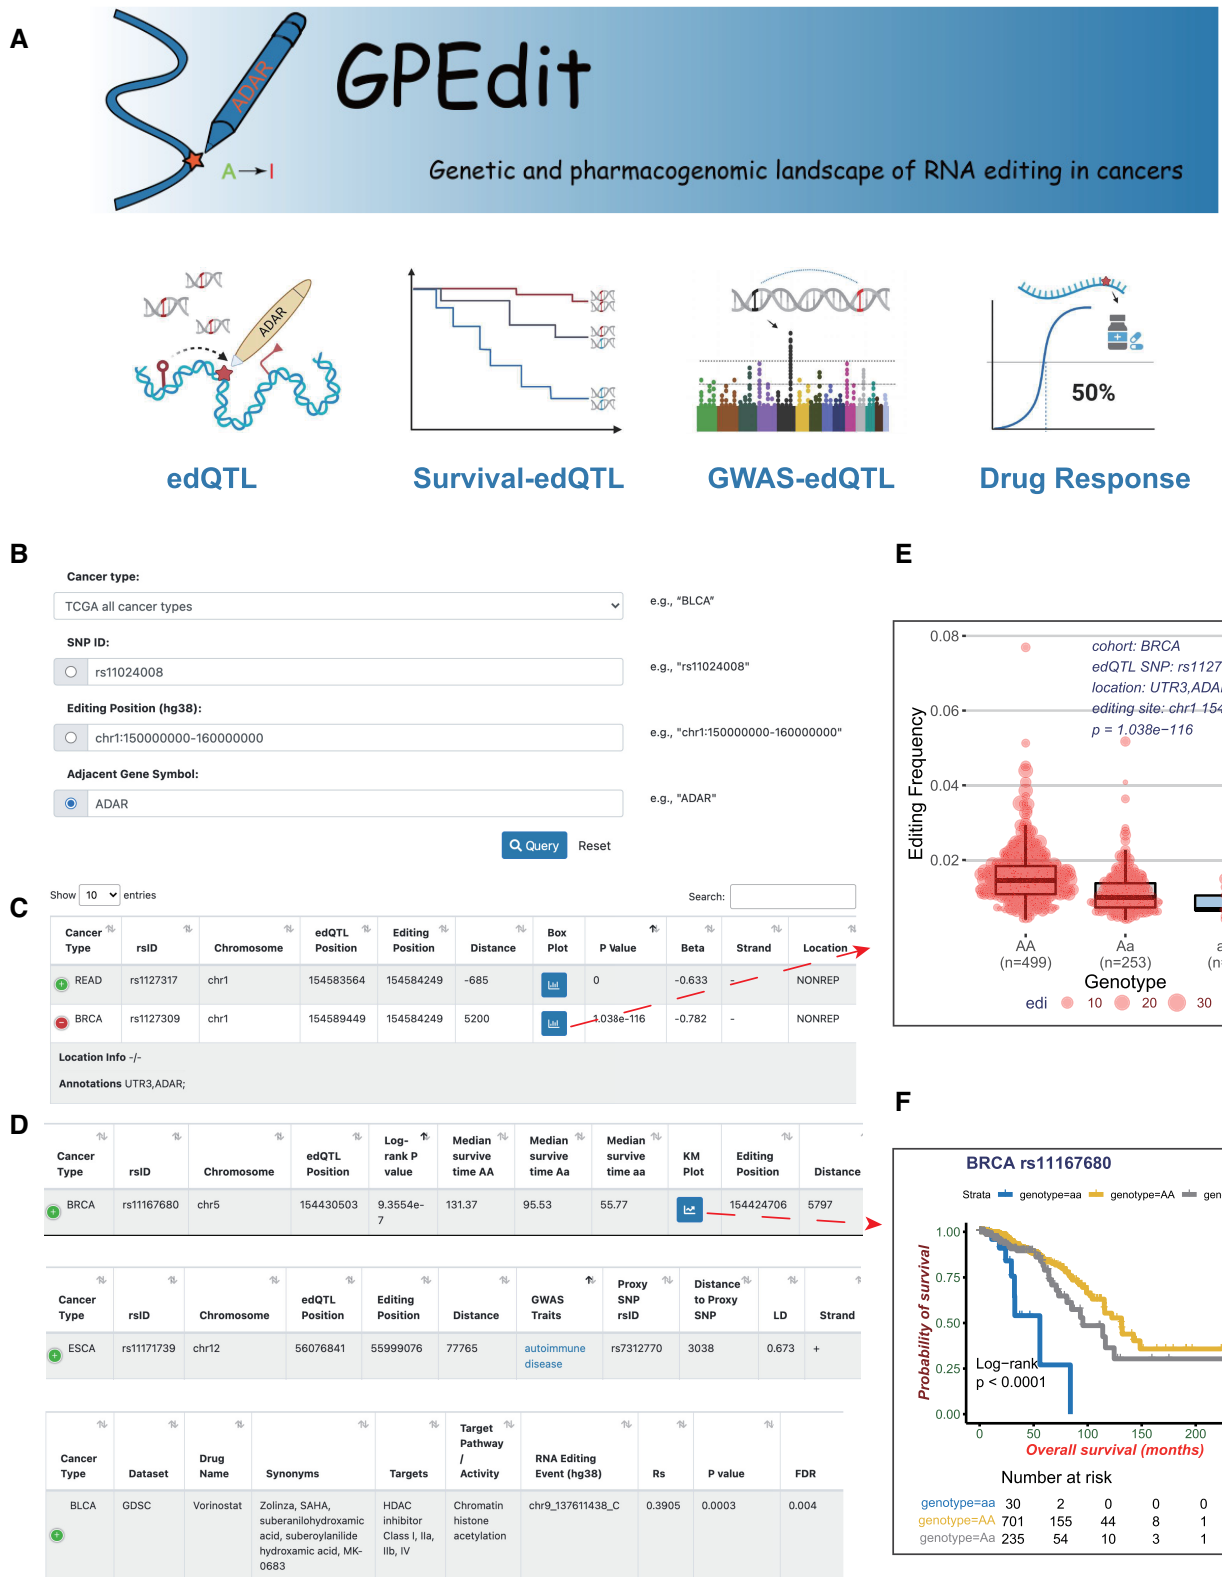 A
ADAR
GPEdit
A→I
Genetic and pharmacogenomic landscape of RNA editing in cancers
ADAR
50%
edQTL
Survival-edQTL
GWAS-edQTL
Drug Response
B
Cancer type:
TCGA all cancer types
e.g., "BLCA"
SNP ID:
rs11024008
e.g., "rs11024008"
Editing Position (hg38):
chr1:150000000-160000000
e.g., "chr1:150000000-160000000"
Adjacent Gene Symbol:
ADAR
e.g., "ADAR"
Query Reset
C
Show 10 entries
Search:
Cancer Type rsID Chromosome edQTL Position Editing Position Distance Box Plot P Value Beta Strand Location
READ rs1127317 chr1 154583564 154584249 -685 0 -0.633 - NONREP
BRCA rs1127309 chr1 154589449 154584249 5200 1.038e-116 -0.782 - NONREP
Location Info -/-
Annotations UTR3,ADAR;
D
Cancer Type rsID Chromosome edQTL Position Log-rank P value Median survive time AA Median survive time Aa Median survive time aa KM Plot Editing Position Distance
BRCA rs11167680 chr5 154430503 9.3554e-7 131.37 95.53 55.77 154424706 5797
Cancer Type rsID Chromosome edQTL Position Editing Position Distance GWAS Traits Proxy SNP rsID Distance to Proxy SNP LD Strand
ESCA rs11171739 chr12 56076841 55999076 77765 autoimmune disease rs7312770 3038 0.673 +
Cancer Type Dataset Drug Name Synonyms Targets Target Pathway / Activity RNA Editing Event (hg38) Rs P value FDR
BLCA GDSC Vorinostat Zolinza, SAHA, suberanilohydroxamic acid, suberoylanilide hydroxamic acid, MK-0683 HDAC inhibitor Class I, IIa, IIb, IV Chromatin histone acetylation chr9_137611438_C 0.3905 0.0003 0.004
E
Editing Frequency
0.08
0.06
0.04
0.02
cohort: BRCA
edQTL SNP: rs1127
location: UTR3,ADA
editing site: chr1 154
p = 1.038e−116
AA Aa a
(n=499) (n=253) (n=
Genotype
edi 10 20 30
F
BRCA rs11167680
Strata genotype=aa genotype=AA gen
Probability of survival
1.00
0.75
0.50
0.25
0.00
Log−rank
p < 0.0001
0 50 100 150 200
Overall survival (months)
Number at risk
genotype=aa 30 2 0 0 0
genotype=AA 701 155 44 8 1
genotype=Aa 235 54 10 3 1